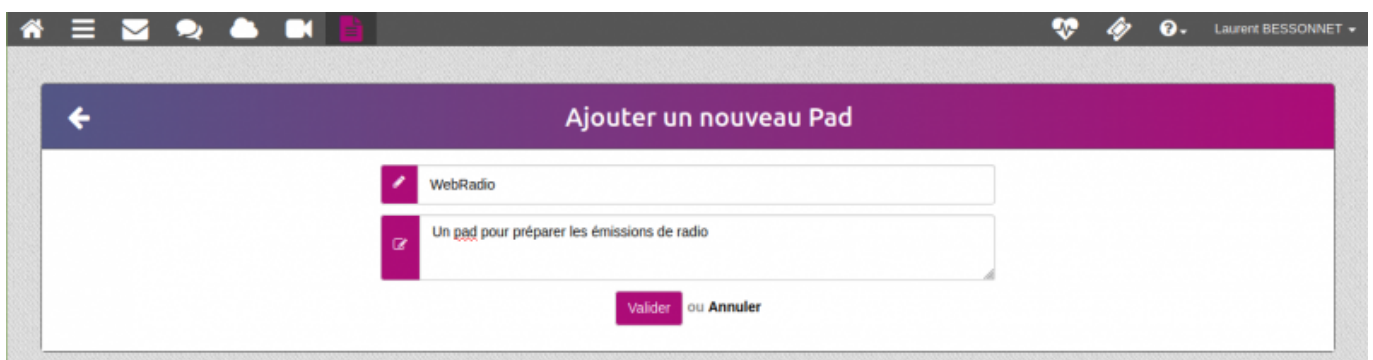 Laurent BESSONNET
Ajouter un nouveau Pad
WebRadio
Un pad pour préparer les émissions de radio
Valider ou Annuler